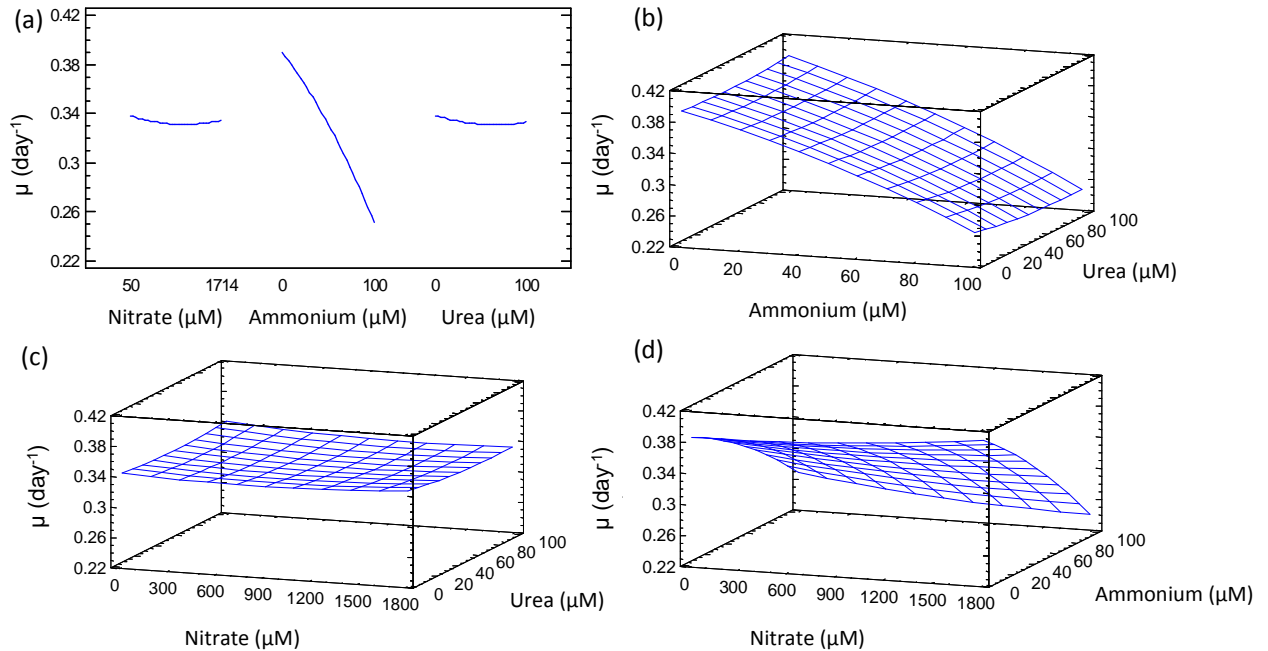 (a)
0.42
0.38
0.34
0.3
0.26
0.22
μ (day-1)
50 1714 0 100 0 100
Nitrate (μM) Ammonium (μM) Urea (μM)
(b)
0.42
0.38
0.34
0.3
0.26
0.22
μ (day-1)
0 20 40 60 80 100
Ammonium (μM)
0 20 40 60 80 100
Urea (μM)
(c)
0.42
0.38
0.34
0.3
0.26
0.22
μ (day-1)
0 300 600 900 1200 1500 1800
Nitrate (μM)
0 20 40 60 80 100
Urea (μM)
(d)
0.42
0.38
0.34
0.3
0.26
0.22
μ (day-1)
0 300 600 900 1200 1500 1800
Nitrate (μM)
0 20 40 60 80 100
Ammonium (μM)